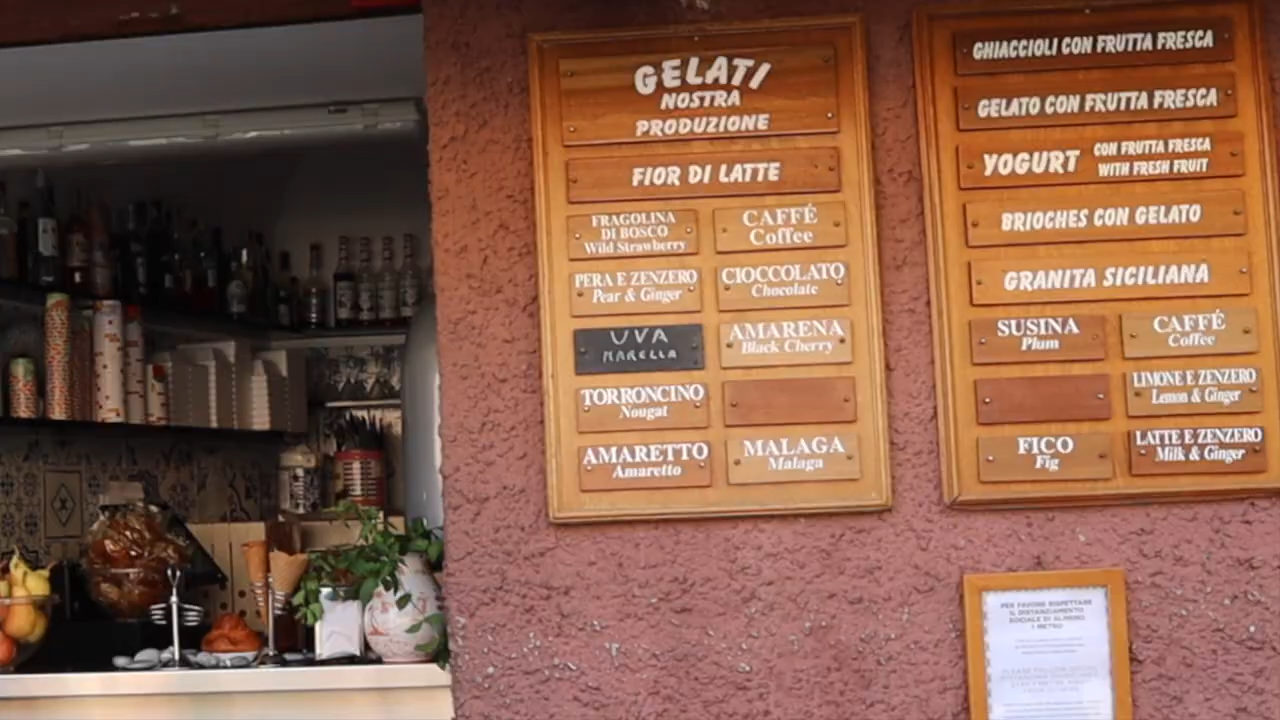 GELATI
NOSTRA
PRODUZIONE
FIOR DI LATTE
FRAGOLINA
DI BOSCO
Wild Strawberry
CAFFÉ
Coffee
PERA E ZENZERO
Pear & Ginger
CIOCCOLATO
Chocolate
UVA
AMARENA
Black Cherry
TORRONCINO
Nougat
AMARETTO
Amaretto
MALAGA
Malaga
GHIACCIOLI CON FRUTTA FRESCA
GELATO CON FRUTTA FRESCA
YOGURT
CON FRUTTA FRESCA
WITH FRESH FRUIT
BRIOCHES CON GELATO
GRANITA SICILIANA
SUSINA
Plum
CAFFÉ
Coffee
LIMONE E ZENZERO
Lemon & Ginger
FICO
Fig
LATTE E ZENZERO
Milk & Ginger
PER FAVORE RISPETTARE
IL DISTANZIAMENTO
SOCIALE DI ALMENO
1 METRO